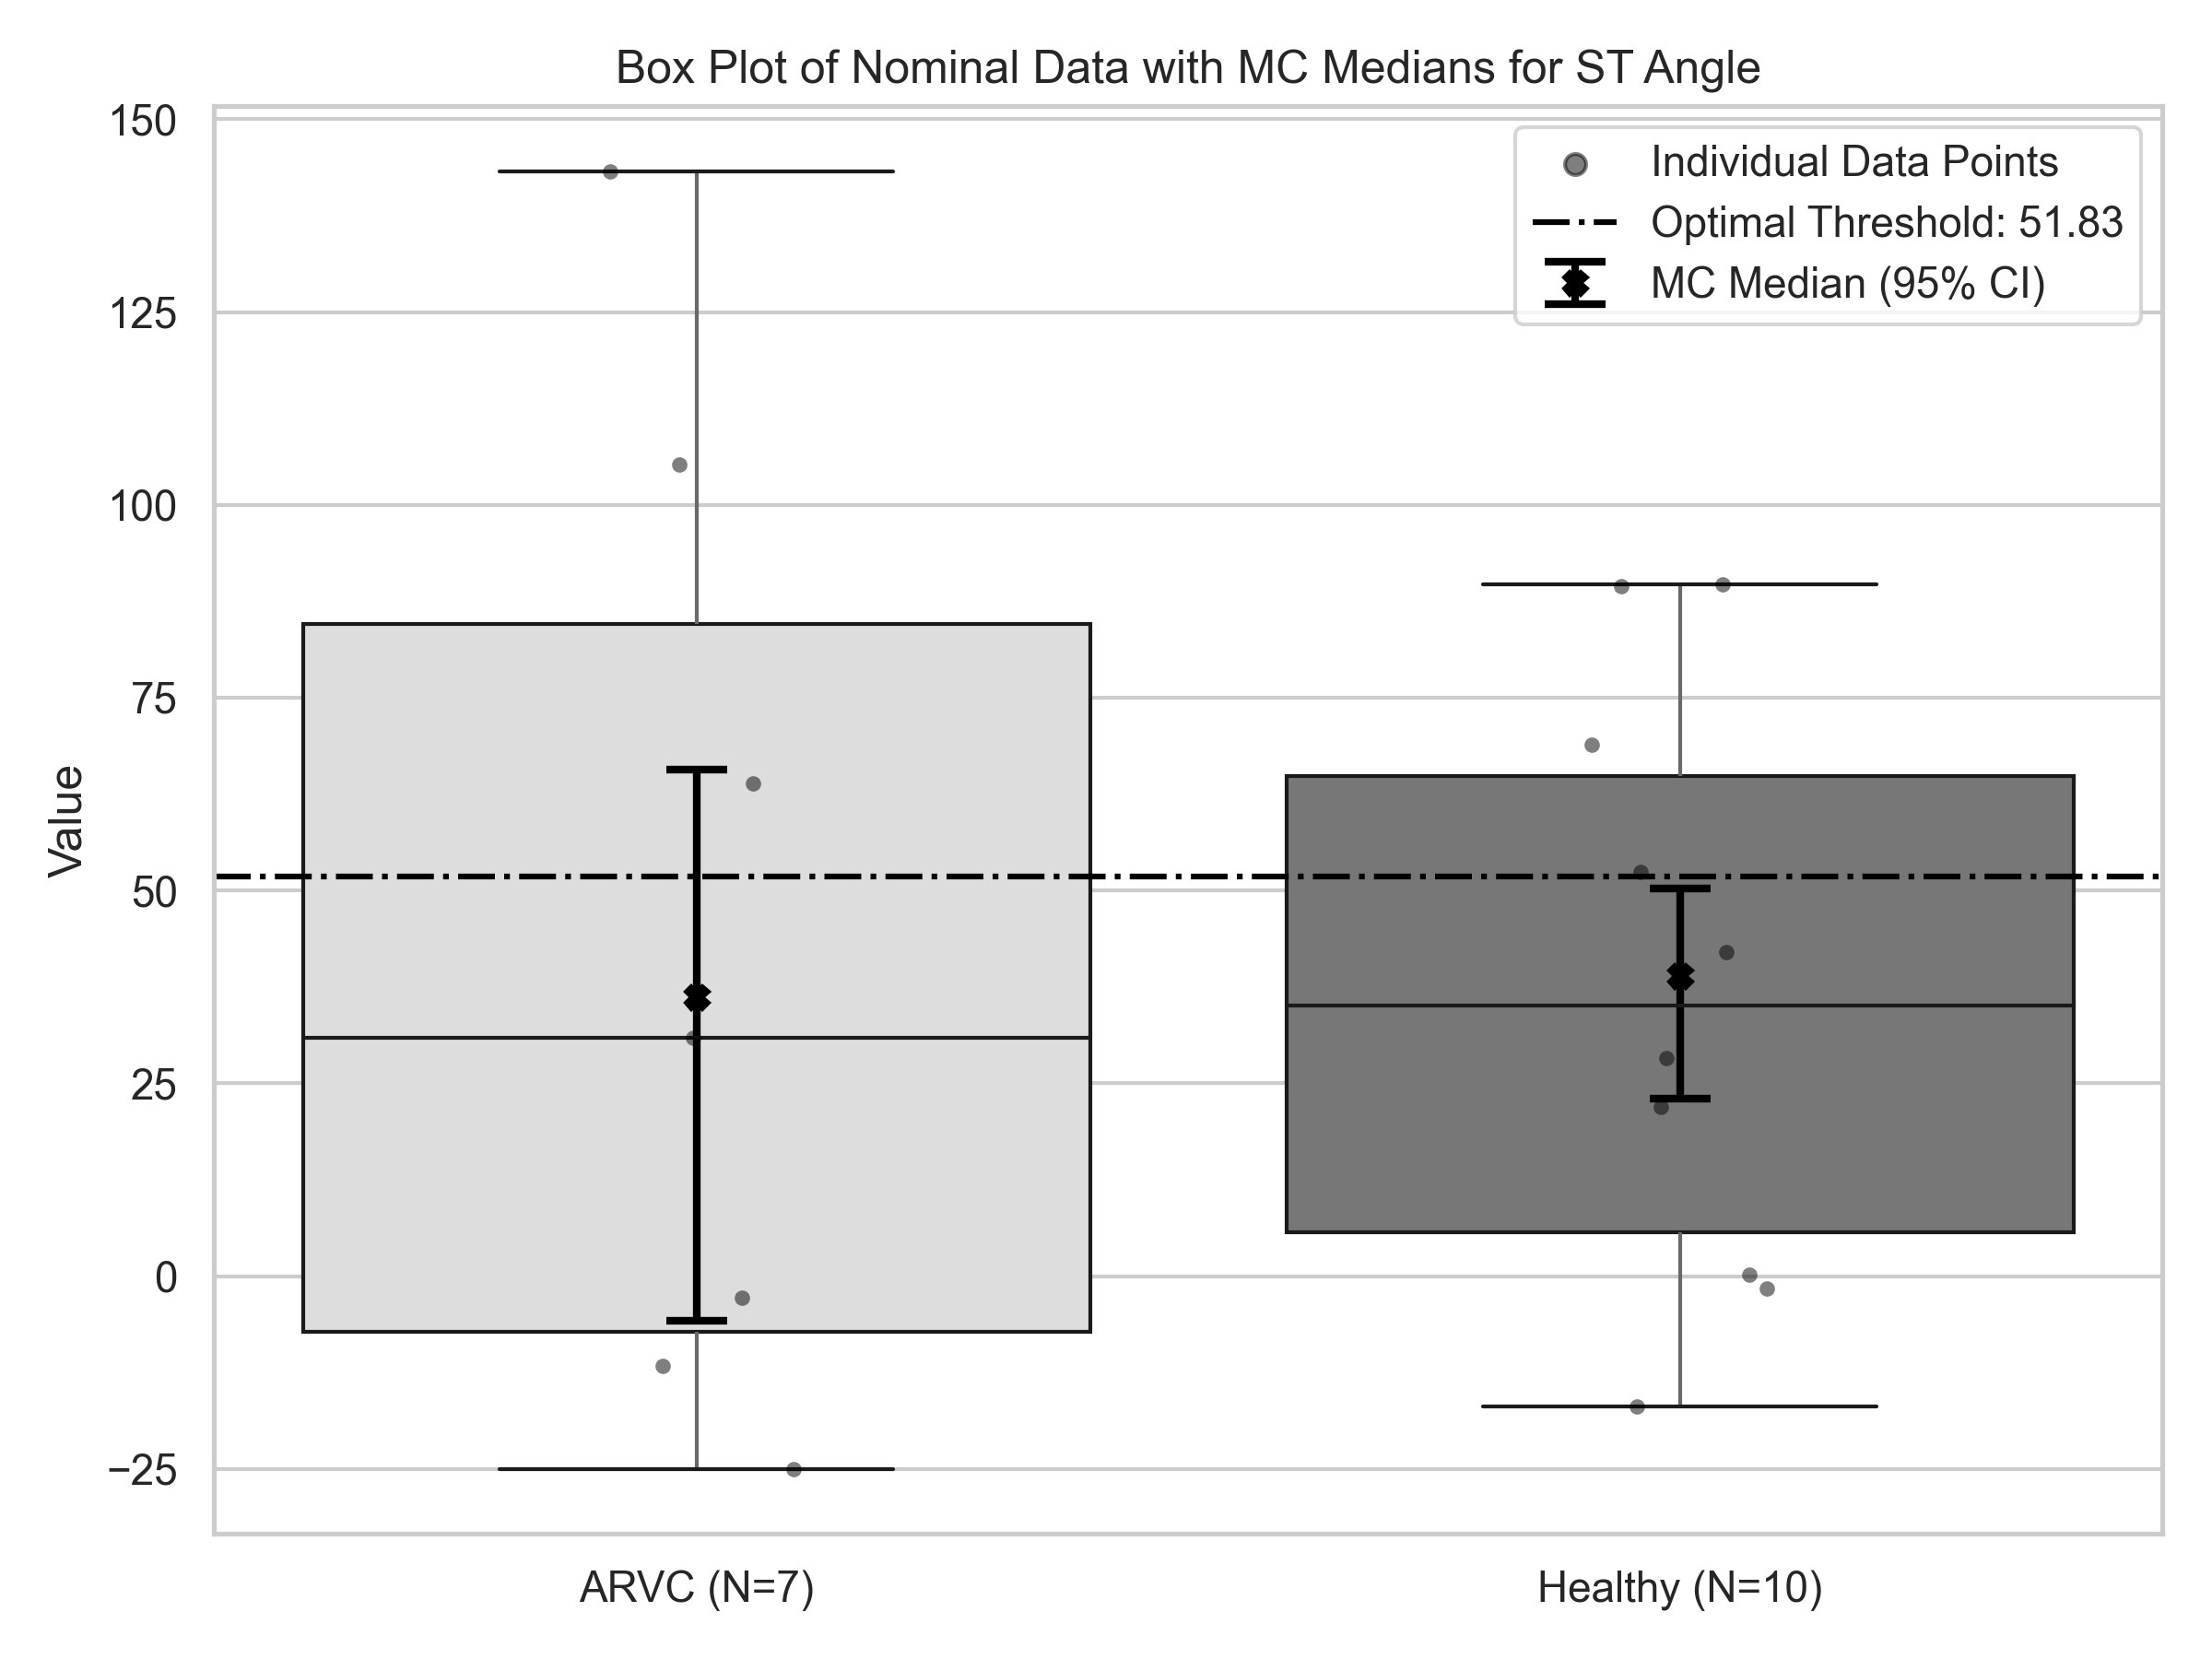 Box Plot of Nominal Data with MC Medians for ST Angle
150
125
100
75
50
25
0
−25
Value
Individual Data Points
Optimal Threshold: 51.83
MC Median (95% CI)
ARVC (N=7)
Healthy (N=10)